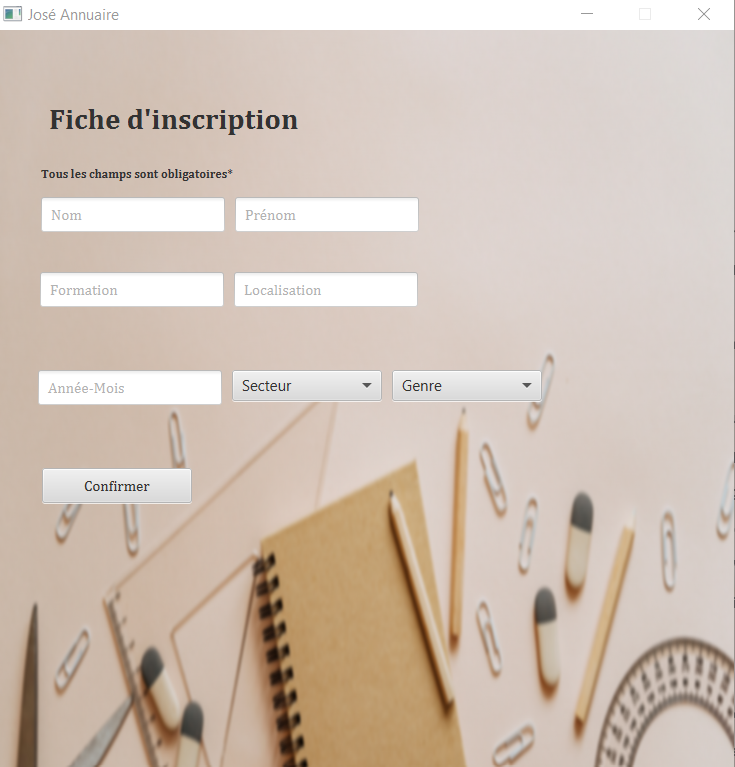 José Annuaire
Fiche d'inscription
Tous les champs sont obligatoires*
Nom Prénom
Formation Localisation
Année-Mois Secteur Genre
Confirmer